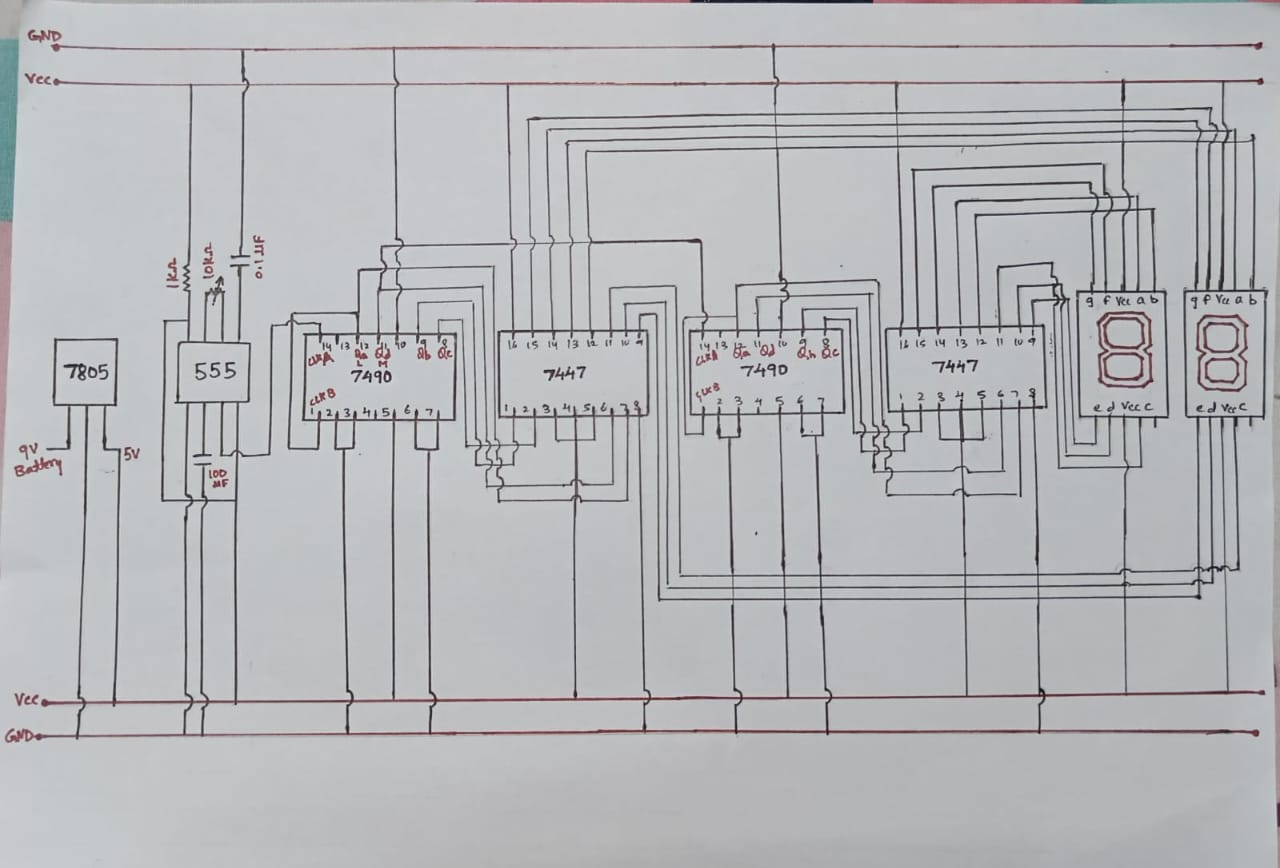 GND
Vcc
1kΩ
10kΩ
0.1µF
7805
9V
Battery
5V
555
100
µF
14 13 12 11 10 9 8
CLKA Qa Qd Qb Qc
L M
7490
CLKB
1 2 3 4 5 6 7
16 15 14 13 12 11 10 9
7447
1 2 3 4 5 6 7 8
14 13 12 11 10 9 8
CLKA Qa Qd Qb Qc
7490
CLKB
2 3 4 5 6 7
16 15 14 13 12 11 10 9
7447
1 2 3 4 5 6 7 8
g f Vcc a b
8
e d Vcc c
g f Vcc a b
8
e d Vcc c
Vcc
GND